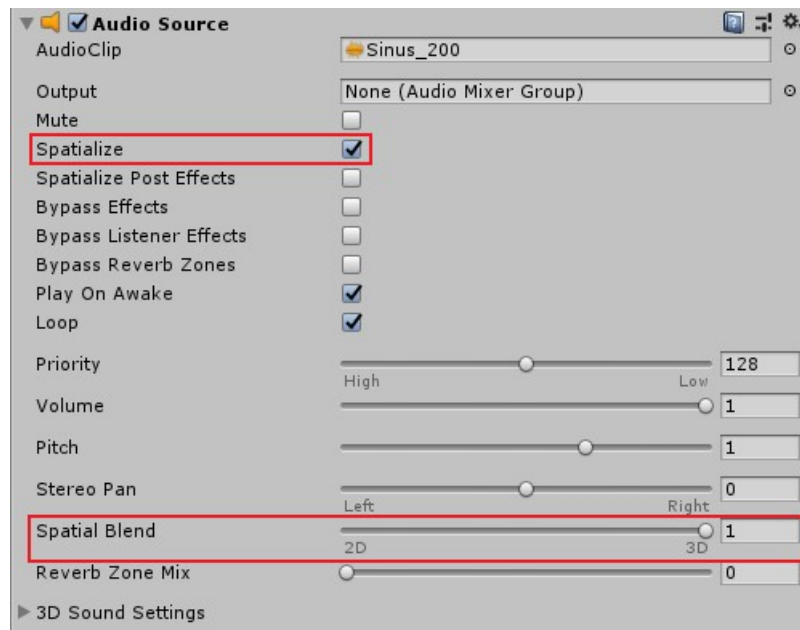 Audio Source
AudioClip Sinus_200
Output None (Audio Mixer Group)
Mute
Spatialize
Spatialize Post Effects
Bypass Effects
Bypass Listener Effects
Bypass Reverb Zones
Play On Awake
Loop
Priority 128
High Low
Volume 1
Pitch 1
Stereo Pan 0
Left Right
Spatial Blend 1
2D 3D
Reverb Zone Mix 0
3D Sound Settings